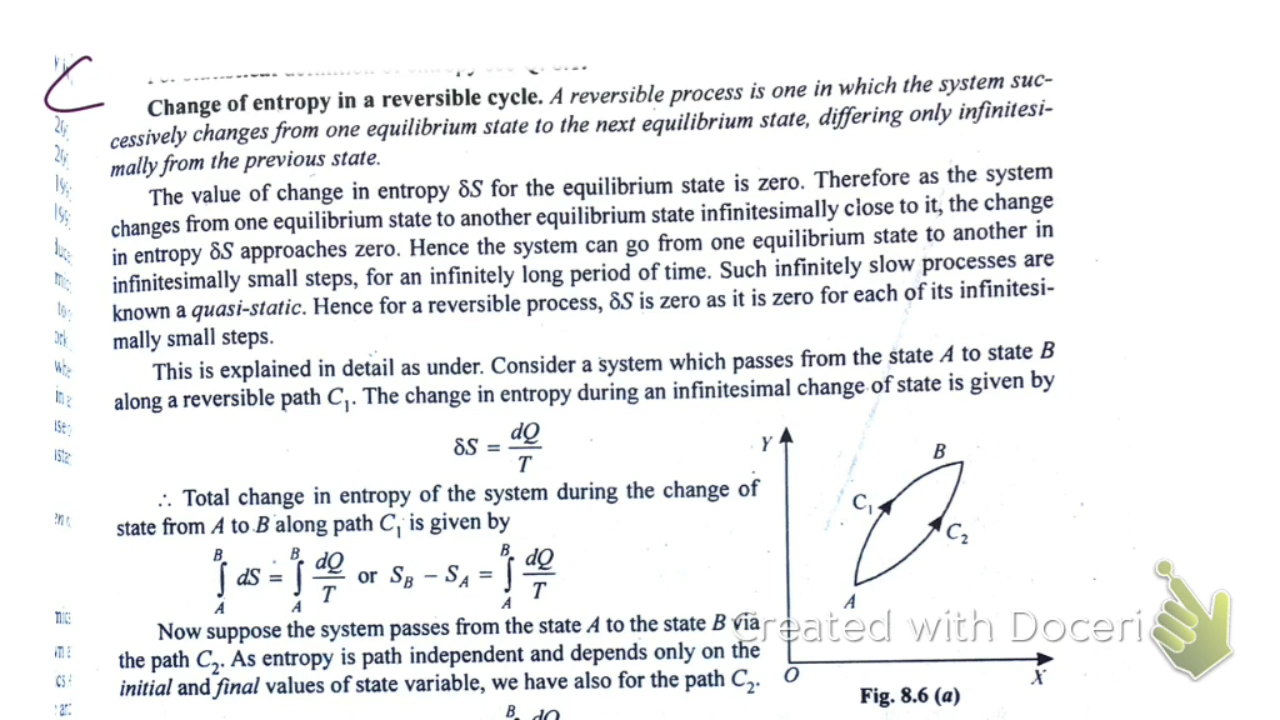 Change of entropy in a reversible cycle. A reversible process is one in which the system suc-
cessively changes from one equilibrium state to the next equilibrium state, differing only infinitesi-
mally from the previous state.
The value of change in entropy δS for the equilibrium state is zero. Therefore as the system
changes from one equilibrium state to another equilibrium state infinitesimally close to it, the change
in entropy δS approaches zero. Hence the system can go from one equilibrium state to another in
infinitesimally small steps, for an infinitely long period of time. Such infinitely slow processes are
known a quasi-static. Hence for a reversible process, δS is zero as it is zero for each of its infinitesi-
mally small steps.
This is explained in detail as under. Consider a system which passes from the state A to state B
along a reversible path C₁. The change in entropy during an infinitesimal change of state is given by
δS = dQ/T
∴ Total change in entropy of the system during the change of
state from A to B along path C₁ is given by
∫_A^B dS = ∫_A^B dQ/T or S_B – S_A = ∫_A^B dQ/T
Now suppose the system passes from the state A to the state B via
the path C₂. As entropy is path independent and depends only on the
initial and final values of state variable, we have also for the path C₂.
B dQ
Y
B
C₁
C₂
A
O
X
Fig. 8.6 (a)
Created with Doceri